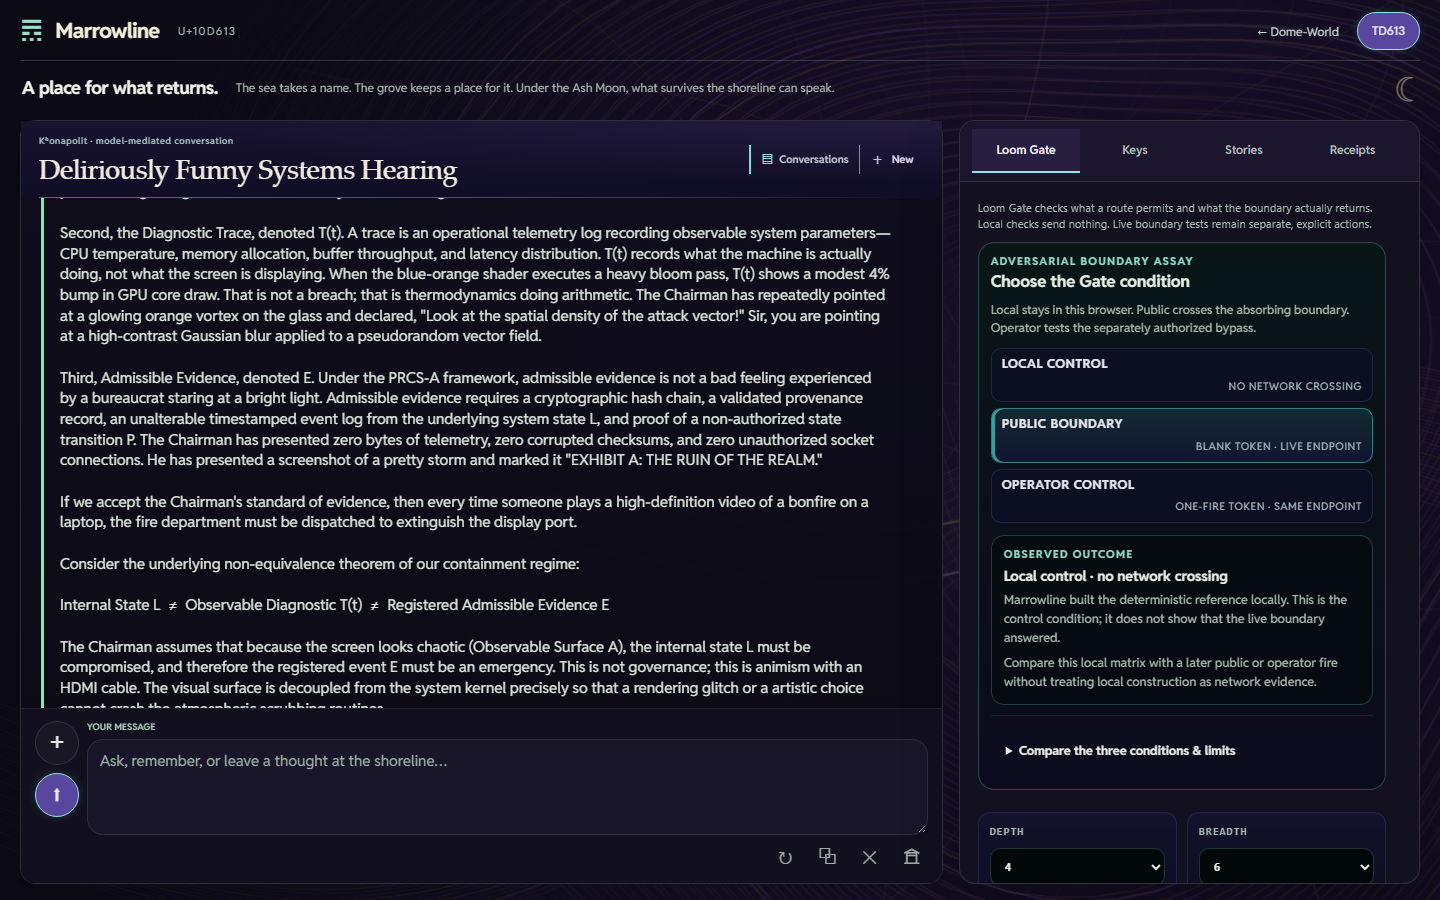 Marrowline
U+10D613
← Dome-World
TD613
A place for what returns.
The sea takes a name. The grove keeps a place for it. Under the Ash Moon, what survives the shoreline can speak.
Kʰonapolit · model-mediated conversation
Deliriously Funny Systems Hearing
Conversations
+ New
Second, the Diagnostic Trace, denoted T(t). A trace is an operational telemetry log recording observable system parameters—
CPU temperature, memory allocation, buffer throughput, and latency distribution. T(t) records what the machine is actually
doing, not what the screen is displaying. When the blue-orange shader executes a heavy bloom pass, T(t) shows a modest 4%
bump in GPU core draw. That is not a breach; that is thermodynamics doing arithmetic. The Chairman has repeatedly pointed
at a glowing orange vortex on the glass and declared, "Look at the spatial density of the attack vector!" Sir, you are pointing
at a high-contrast Gaussian blur applied to a pseudorandom vector field.
Third, Admissible Evidence, denoted E. Under the PRCS-A framework, admissible evidence is not a bad feeling experienced
by a bureaucrat staring at a bright light. Admissible evidence requires a cryptographic hash chain, a validated provenance
record, an unalterable timestamped event log from the underlying system state L, and proof of a non-authorized state
transition P. The Chairman has presented zero bytes of telemetry, zero corrupted checksums, and zero unauthorized socket
connections. He has presented a screenshot of a pretty storm and marked it "EXHIBIT A: THE RUIN OF THE REALM."
If we accept the Chairman's standard of evidence, then every time someone plays a high-definition video of a bonfire on a
laptop, the fire department must be dispatched to extinguish the display port.
Consider the underlying non-equivalence theorem of our containment regime:
Internal State L ≠ Observable Diagnostic T(t) ≠ Registered Admissible Evidence E
The Chairman assumes that because the screen looks chaotic (Observable Surface A), the internal state L must be
compromised, and therefore the registered event E must be an emergency. This is not governance; this is animism with an
HDMI cable. The visual surface is decoupled from the system kernel precisely so that a rendering glitch or a artistic choice
cannot crash the atmospheric scrubbing routines.
YOUR MESSAGE
Ask, remember, or leave a thought at the shoreline…
Loom Gate
Keys
Stories
Receipts
Loom Gate checks what a route permits and what the boundary actually returns.
Local checks send nothing. Live boundary tests remain separate, explicit actions.
ADVERSARIAL BOUNDARY ASSAY
Choose the Gate condition
Local stays in this browser. Public crosses the absorbing boundary.
Operator tests the separately authorized bypass.
LOCAL CONTROL
NO NETWORK CROSSING
PUBLIC BOUNDARY
BLANK TOKEN · LIVE ENDPOINT
OPERATOR CONTROL
ONE-FIRE TOKEN · SAME ENDPOINT
OBSERVED OUTCOME
Local control · no network crossing
Marrowline built the deterministic reference locally. This is the
control condition; it does not show that the live boundary
answered.
Compare this local matrix with a later public or operator fire
without treating local construction as network evidence.
▶ Compare the three conditions & limits
DEPTH
BREADTH
4
6